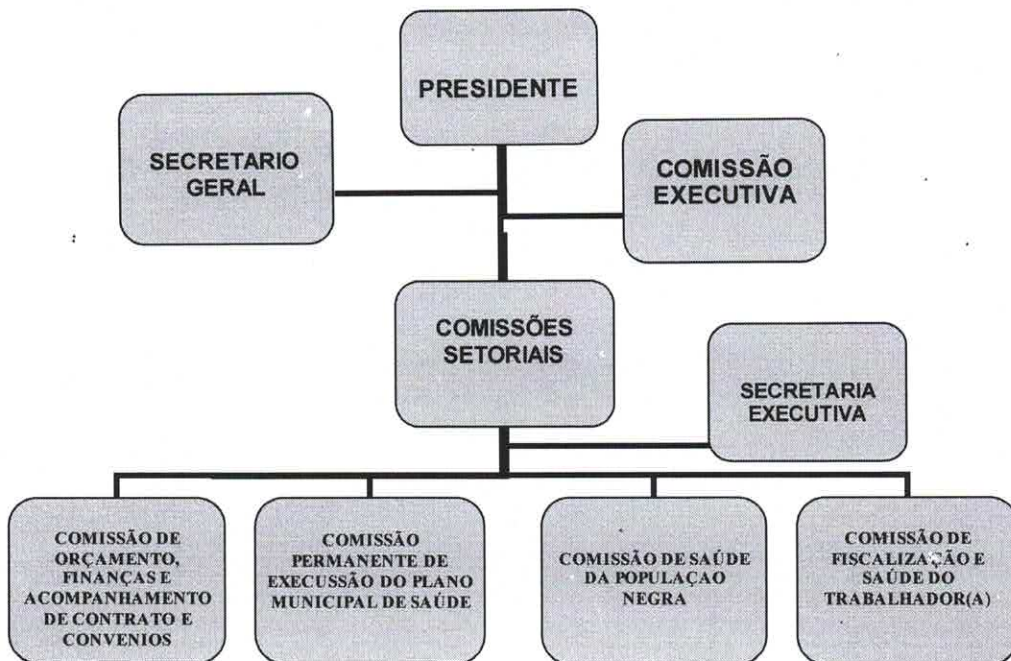 PRESIDENTE
SECRETARIO
GERAL
COMISSÃO
EXECUTIVA
COMISSÕES
SETORIAIS
SECRETARIA
EXECUTIVA
COMISSÃO DE
ORÇAMENTO,
FINANÇAS E
ACOMPANHAMENTO
DE CONTRATO E
CONVENIOS
COMISSÃO
PERMANENTE DE
EXECUSSÃO DO PLANO
MUNICIPAL DE SAÚDE
COMISSÃO DE SAÚDE
DA POPULAÇAO
NEGRA
COMISSÃO DE
FISCALIZAÇÃO E
SAÚDE DO
TRABALHADOR(A)